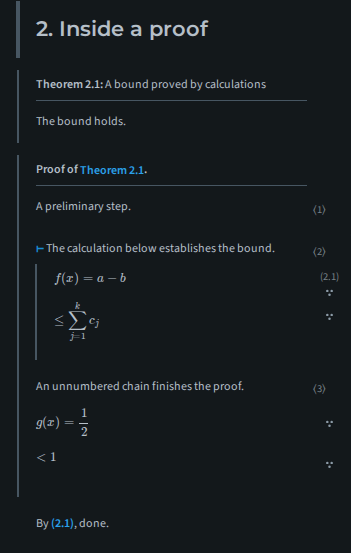 2. Inside a proof
Theorem 2.1: A bound proved by calculations
The bound holds.
Proof of Theorem 2.1.
A preliminary step. ⟨1⟩
⊢ The calculation below establishes the bound. ⟨2⟩
f(x) = a − b (2.1)
∵
≤ ∑_{j=1}^{k} c_j ∵
An unnumbered chain finishes the proof. ⟨3⟩
g(x) = 1/2 ∵
< 1 ∵
By (2.1), done.